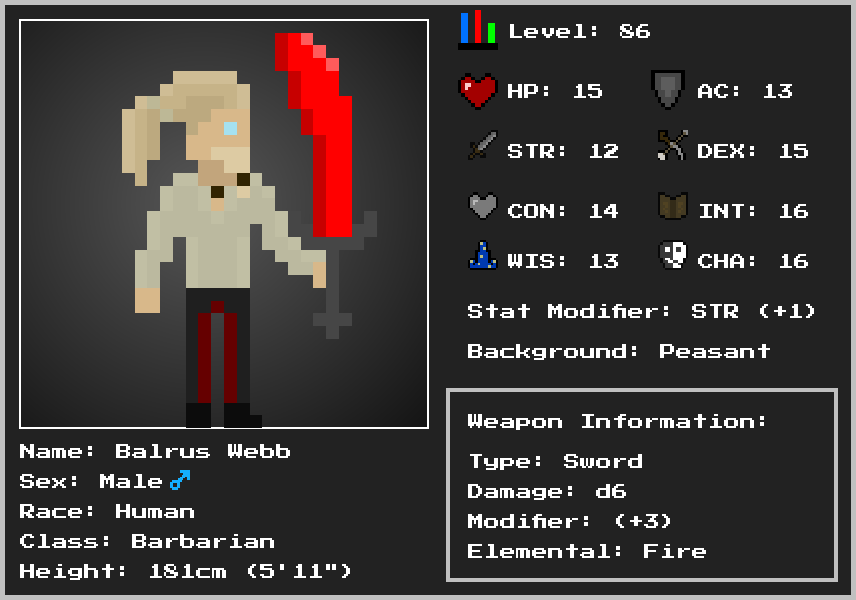 Level: 86
HP: 15
AC: 13
STR: 12
DEX: 15
CON: 14
INT: 16
WIS: 13
CHA: 16
Stat Modifier: STR (+1)
Background: Peasant
Weapon Information:
Type: Sword
Damage: d6
Modifier: (+3)
Elemental: Fire
Name: Balrus Webb
Sex: Male♂
Race: Human
Class: Barbarian
Height: 181cm (5'11")